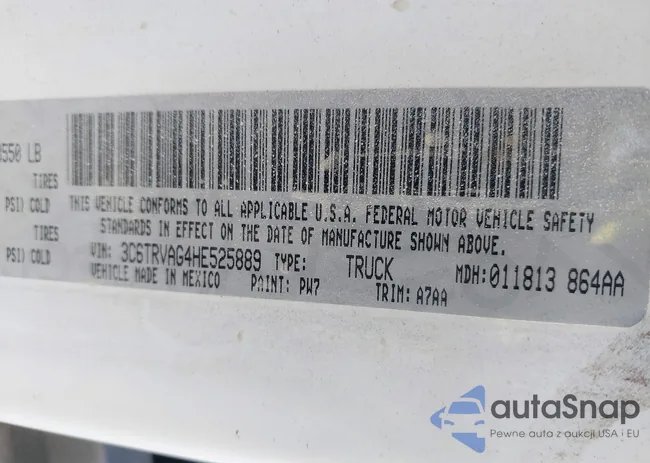 550 LB
TIRES
PSI) COLD
TIRES
PSI) COLD
THIS VEHICLE CONFORMS TO ALL APPLICABLE U.S.A. FEDERAL MOTOR VEHICLE SAFETY
STANDARDS IN EFFECT ON THE DATE OF MANUFACTURE SHOWN ABOVE.
VIN: 3C6TRVAG4HE525889 TYPE: TRUCK MDH:011813 864AA
VEHICLE MADE IN MEXICO PAINT: PW7 TRIM: A7AA
autoSnap
Pewne auta z aukcji USA i EU